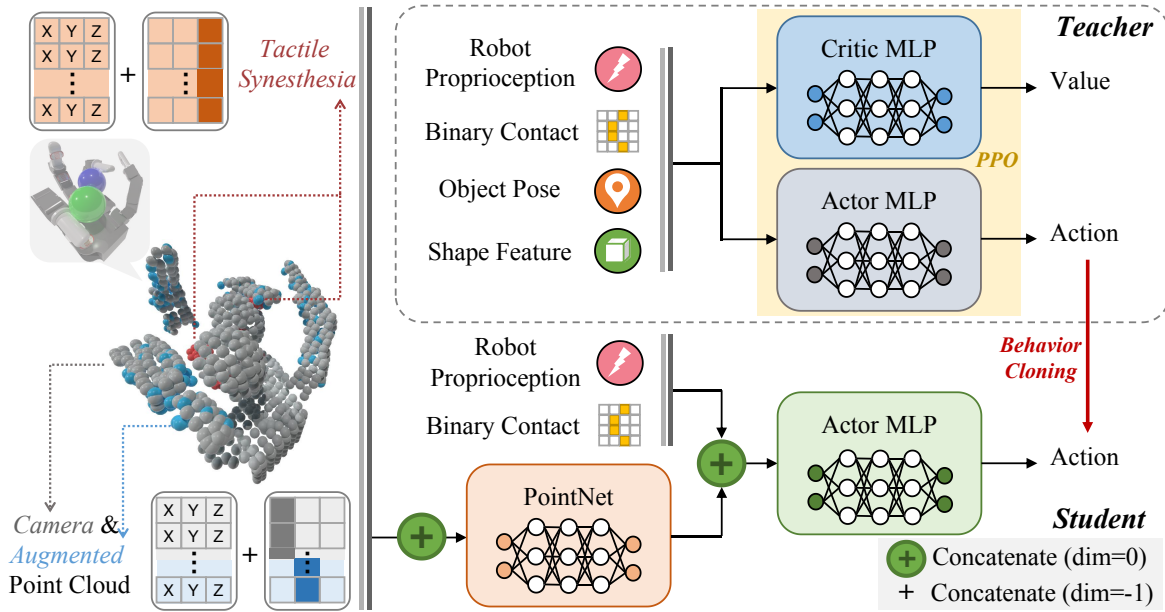 X Y Z
X Y Z
X Y Z
+
Tactile
Synesthesia
Camera &
Augmented
Point Cloud
X Y Z
X Y Z
X Y Z
+
Teacher
Robot
Proprioception
Binary Contact
Object Pose
Shape Feature
Critic MLP
Value
PPO
Actor MLP
Action
Behavior
Cloning
Robot
Proprioception
Binary Contact
+
PointNet
+
Actor MLP
Action
Student
+ Concatenate (dim=0)
+ Concatenate (dim=-1)